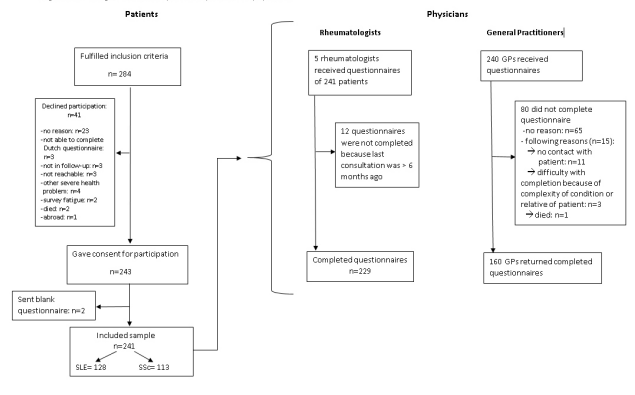 Patients
Physicians
Rheumatologists
General Practitioners
Fulfilled inclusion criteria
n= 284
Declined participation:
n=41
-no reason: n=23
-not able to complete
Dutch questionnaire:
n=3
-not in follow-up: n=3
-not reachable: n=3
-other severe health
problem: n=4
-survey fatigue: n=2
-died: n=2
-abroad: n=1
Gave consent for participation
n=243
Sent blank
questionnaire: n=2
Included sample
n=241
SLE= 128 SSc= 113
5 rheumatologists
received questionnaires
of 241 patients
12 questionnaires
were not completed
because last
consultation was > 6
months ago
Completed questionnaires
n=229
240 GPs received
questionnaires
80 did not complete
questionnaire
-no reason: n=65
- following reasons (n=15):
→ no contact with
patient: n=11
→ difficulty with
completion because of
complexity of condition or
relative of patient: n=3
→ died: n=1
160 GPs returned completed
questionnaires